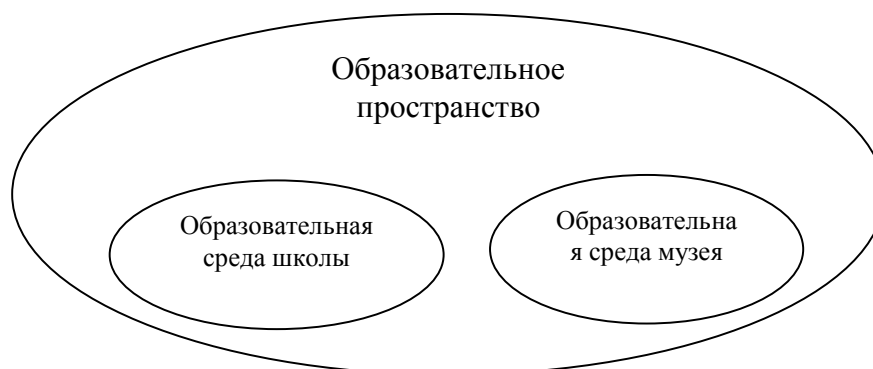 Образовательное
пространство
Образовательная
среда школы
Образовательна
я среда музея